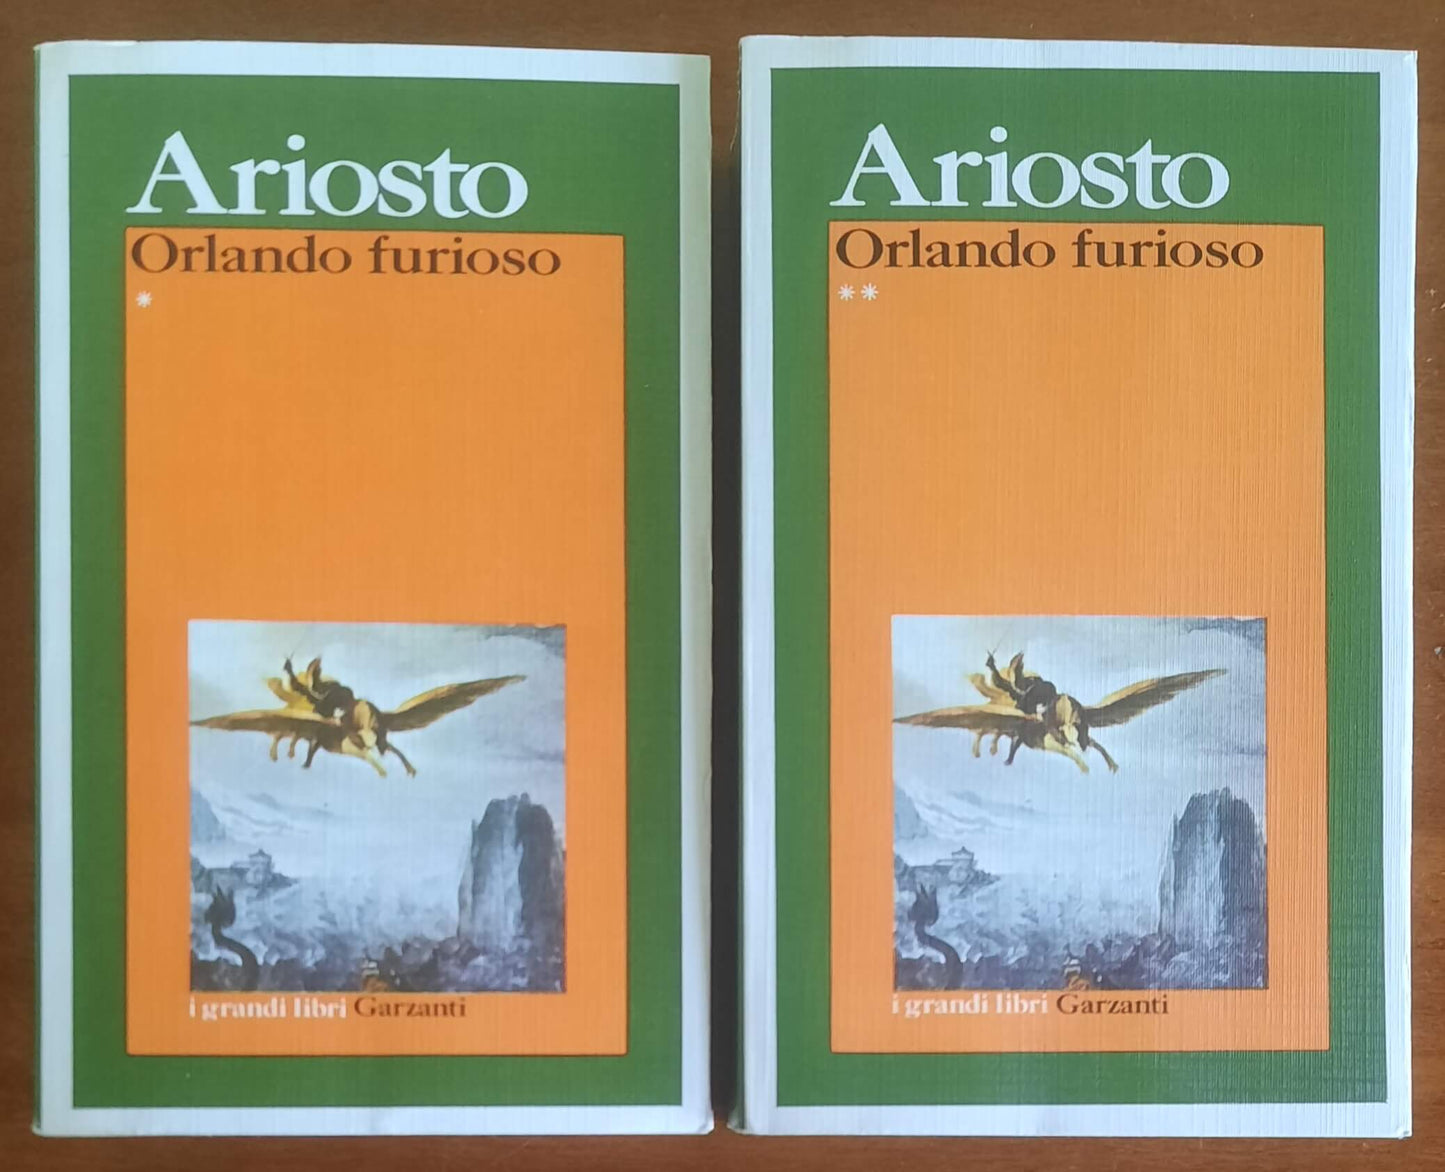 Ariosto
Orlando furioso
*
i grandi libri Garzanti
Ariosto
Orlando furioso
**
i grandi libri Garzanti